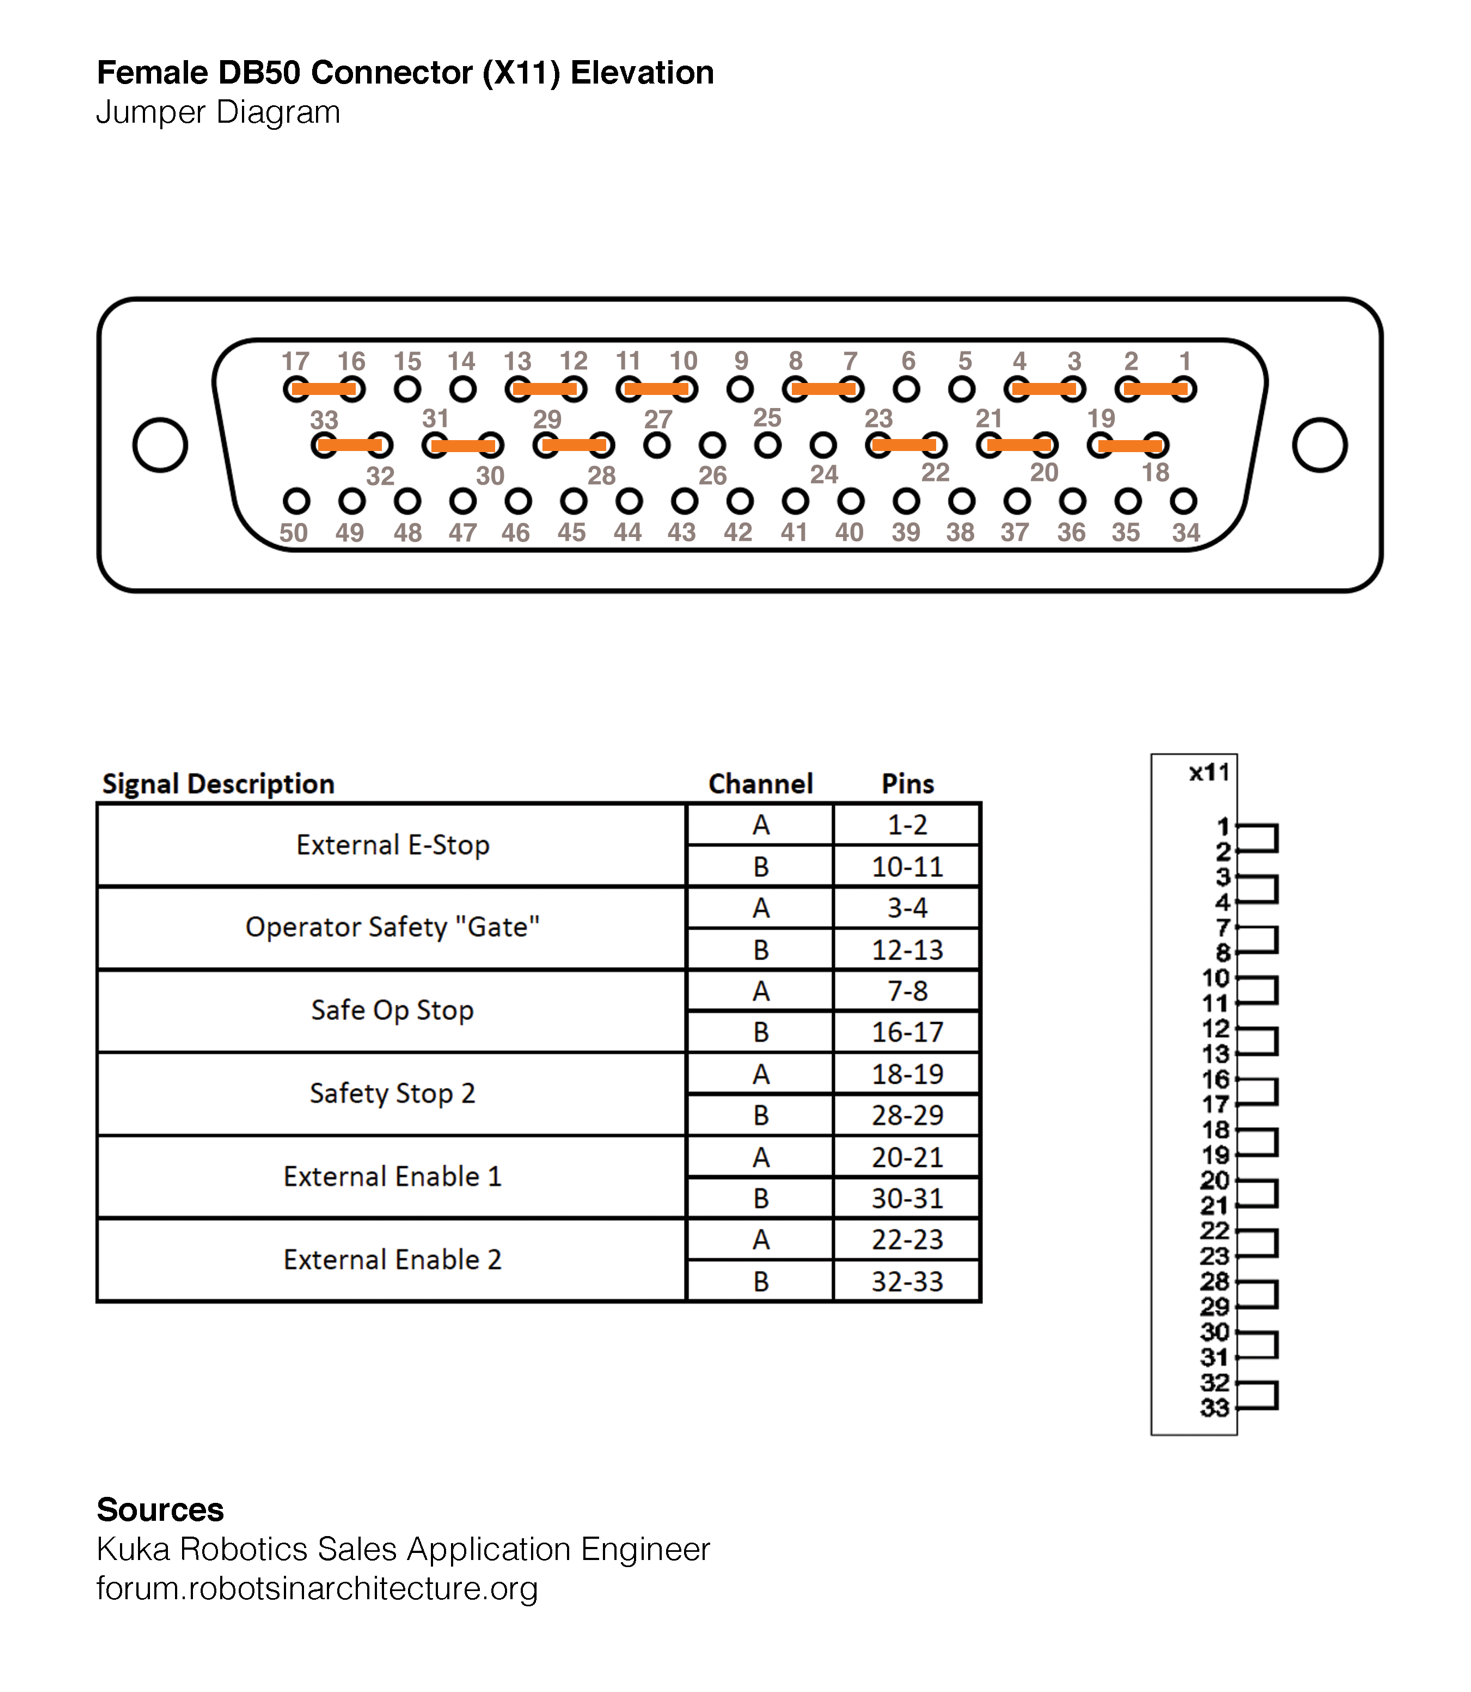 Female DB50 Connector (X11) Elevation
Jumper Diagram
17 16 15 14 13 12 11 10 9 8 7 6 5 4 3 2 1
33 31 29 27 25 23 21 19
32 30 28 26 24 22 20 18
50 49 48 47 46 45 44 43 42 41 40 39 38 37 36 35 34
Signal Description Channel Pins
External E-Stop
A 1-2
B 10-11
Operator Safety "Gate"
A 3-4
B 12-13
Safe Op Stop
A 7-8
B 16-17
Safety Stop 2
A 18-19
B 28-29
External Enable 1
A 20-21
B 30-31
External Enable 2
A 22-23
B 32-33
x11
1
2
3
4
7
8
10
11
12
13
16
17
18
19
20
21
22
23
28
29
30
31
32
33
Sources
Kuka Robotics Sales Application Engineer
forum.robotsinarchitecture.org